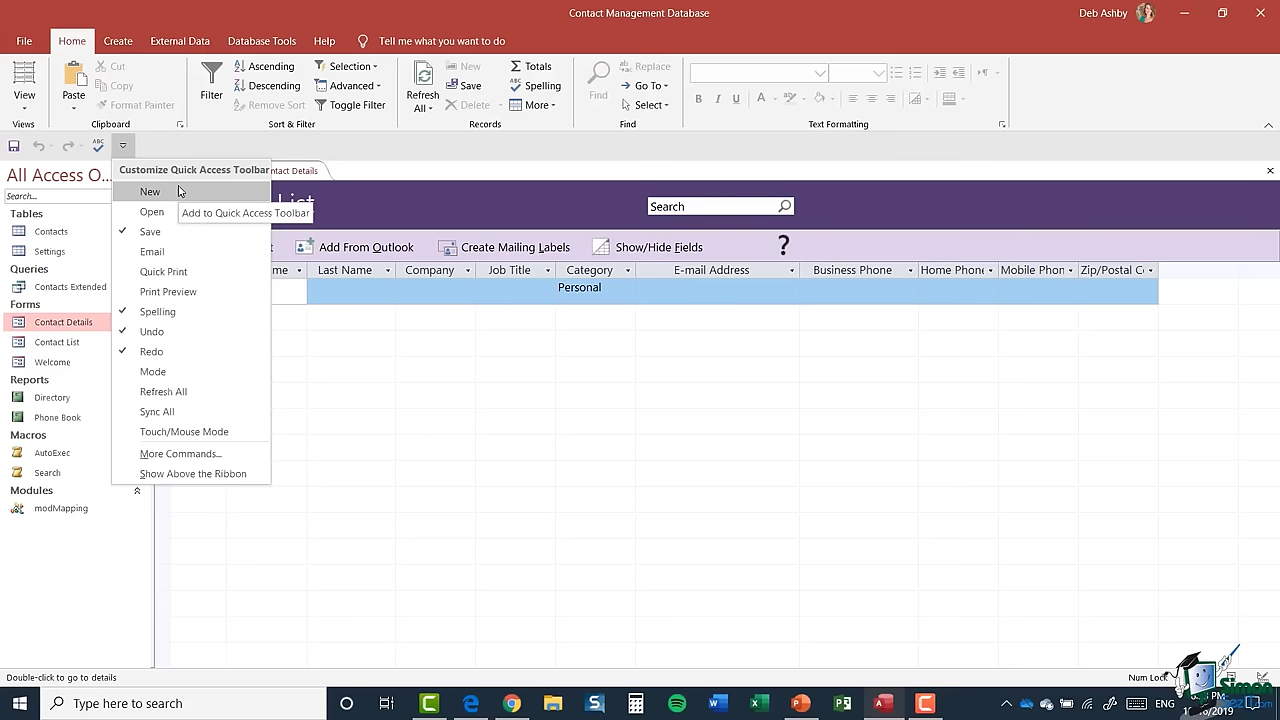 Contact Management Database
Deb Ashby
File Home Create External Data Database Tools Help Tell me what you want to do
View
Views
Paste
Cut
Copy
Format Painter
Clipboard
Filter
Ascending
Descending
Remove Sort
Selection
Advanced
Toggle Filter
Sort & Filter
Refresh
All
New
Save
Delete
Totals
Spelling
More
Records
Find
Replace
Go To
Select
Find
B I U A
Text Formatting
ABC
All Access O...
Search...
Tables
Contacts
Settings
Queries
Contacts Extended
Forms
Contact Details
Contact List
Welcome
Reports
Directory
Phone Book
Macros
AutoExec
Search
Modules
modMapping
Customize Quick Access Toolbar
New
Add to Quick Access Toolbar
Open
Save
Email
Quick Print
Print Preview
Spelling
Undo
Redo
Mode
Refresh All
Sync All
Touch/Mouse Mode
More Commands...
Show Above the Ribbon
Details
List
Search
Add From Outlook Create Mailing Labels Show/Hide Fields ?
Last Name Company Job Title Category E-mail Address Business Phone Home Phone Mobile Phon Zip/Postal C
Personal
Double-click to go to details
Num Lock
Type here to search